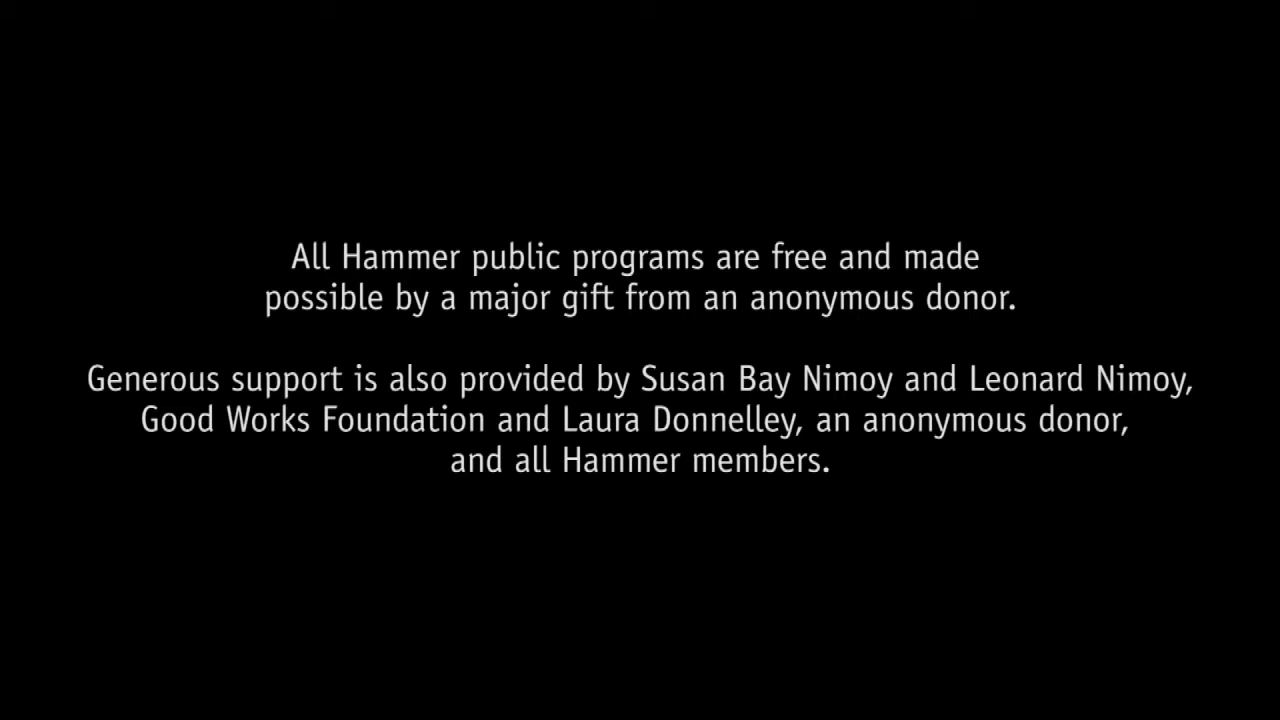 All Hammer public programs are free and made
possible by a major gift from an anonymous donor.
Generous support is also provided by Susan Bay Nimoy and Leonard Nimoy,
Good Works Foundation and Laura Donnelley, an anonymous donor,
and all Hammer members.